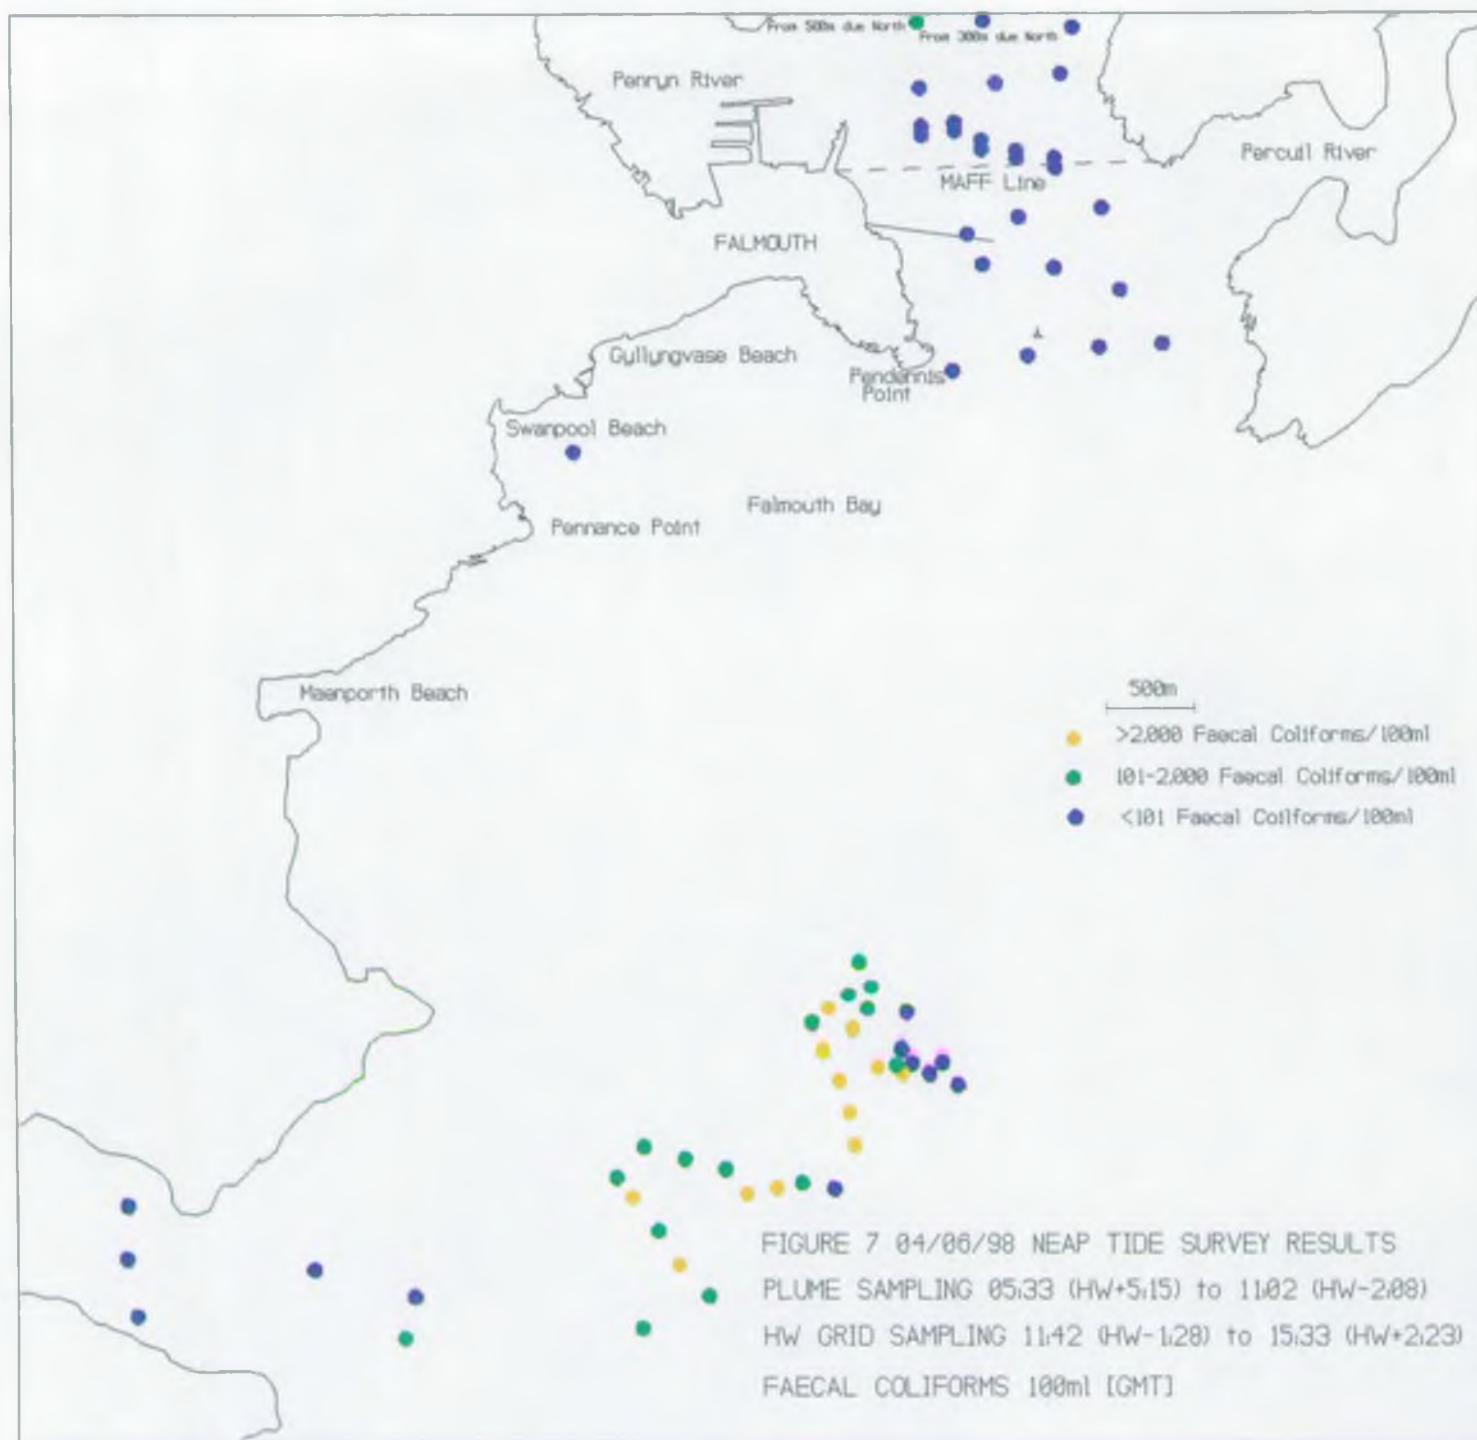 From 500m due North
From 300m due North
Penryn River
Percuil River
MAFF Line
FALMOUTH
Gyllyngvase Beach
Pendennis
Point
Swanpool Beach
Falmouth Bay
Pennance Point
Maenporth Beach
500m
>2,000 Faecal Coliforms/100ml
101-2,000 Faecal Coliforms/100ml
<101 Faecal Coliforms/100ml
FIGURE 7 04/06/98 NEAP TIDE SURVEY RESULTS
PLUME SAMPLING 05:33 (HW+5:15) to 11:02 (HW-2:08)
HW GRID SAMPLING 11:42 (HW-1:28) to 15:33 (HW+2:23)
FAECAL COLIFORMS 100ml [GMT]